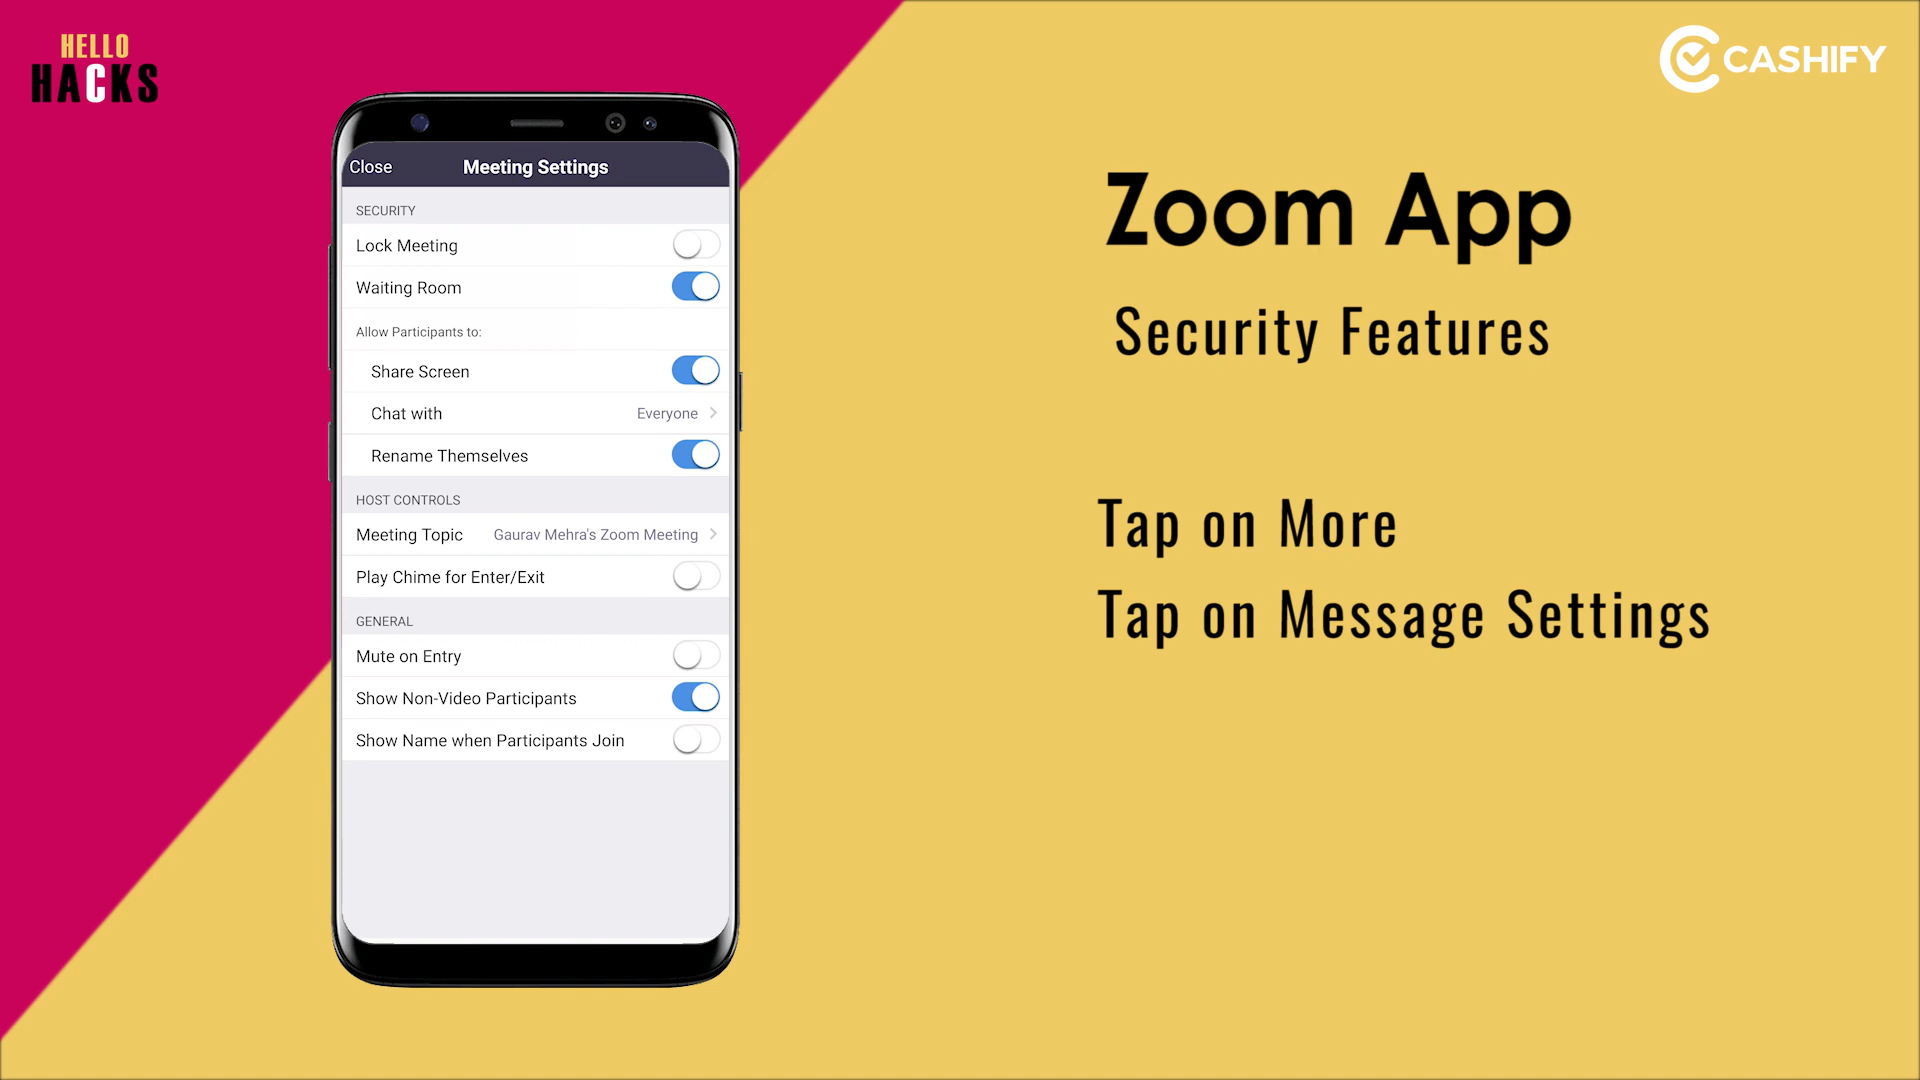 HELLO
HACKS
CASHIFY
Close Meeting Settings
SECURITY
Lock Meeting
Waiting Room
Allow Participants to:
Share Screen
Chat with Everyone
Rename Themselves
HOST CONTROLS
Meeting Topic Gaurav Mehra's Zoom Meeting
Play Chime for Enter/Exit
GENERAL
Mute on Entry
Show Non-Video Participants
Show Name when Participants Join
Zoom App
Security Features
Tap on More
Tap on Message Settings